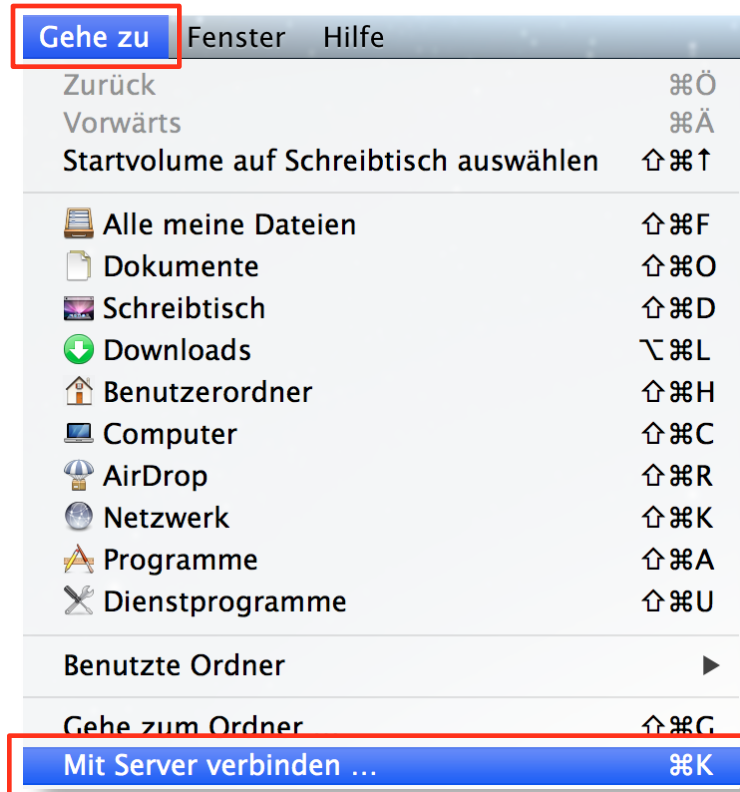 Gehe zu Fenster Hilfe
Zurück ⌘Ö
Vorwärts ⌘Ä
Startvolume auf Schreibtisch auswählen ⇧⌘↑
Alle meine Dateien ⇧⌘F
Dokumente ⇧⌘O
Schreibtisch ⇧⌘D
Downloads ⌥⌘L
Benutzerordner ⇧⌘H
Computer ⇧⌘C
AirDrop ⇧⌘R
Netzwerk ⇧⌘K
Programme ⇧⌘A
Dienstprogramme ⇧⌘U
Benutzte Ordner ▶
Gehe zum Ordner ⇧⌘G
Mit Server verbinden ... ⌘K